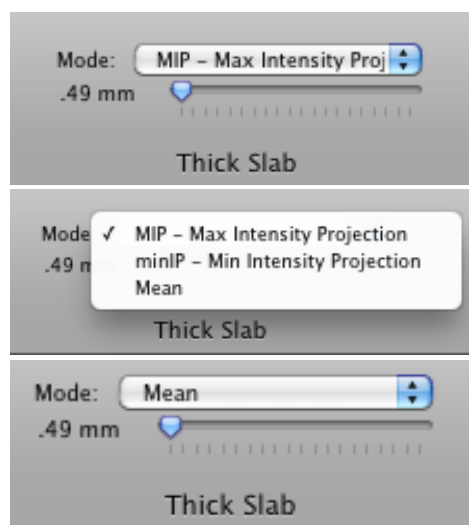 Mode: MIP – Max Intensity Proj
.49 mm
Thick Slab
Mode ✓ MIP – Max Intensity Projection
.49 m minIP – Min Intensity Projection
Mean
Thick Slab
Mode: Mean
.49 mm
Thick Slab